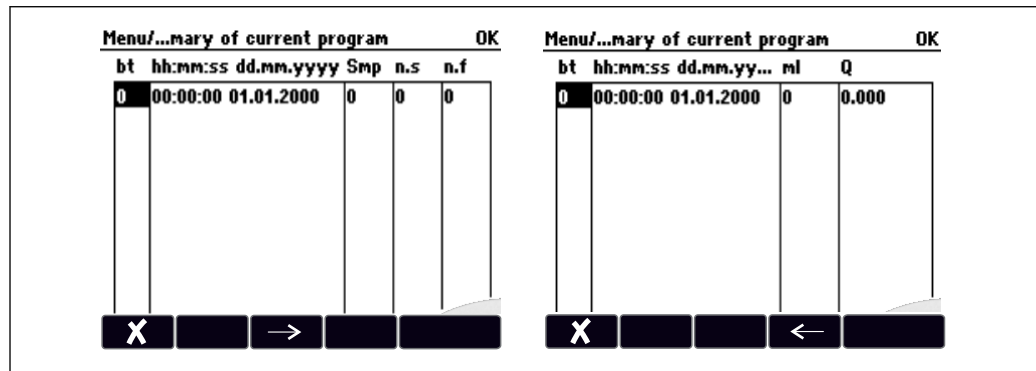 Menu/...mary of current program OK
bt hh:mm:ss dd.mm.yyyy Smp n.s n.f
0 00:00:00 01.01.2000 0 0 0
X →
Menu/...mary of current program OK
bt hh:mm:ss dd.mm.yy... ml Q
0 00:00:00 01.01.2000 0 0.000
X ←